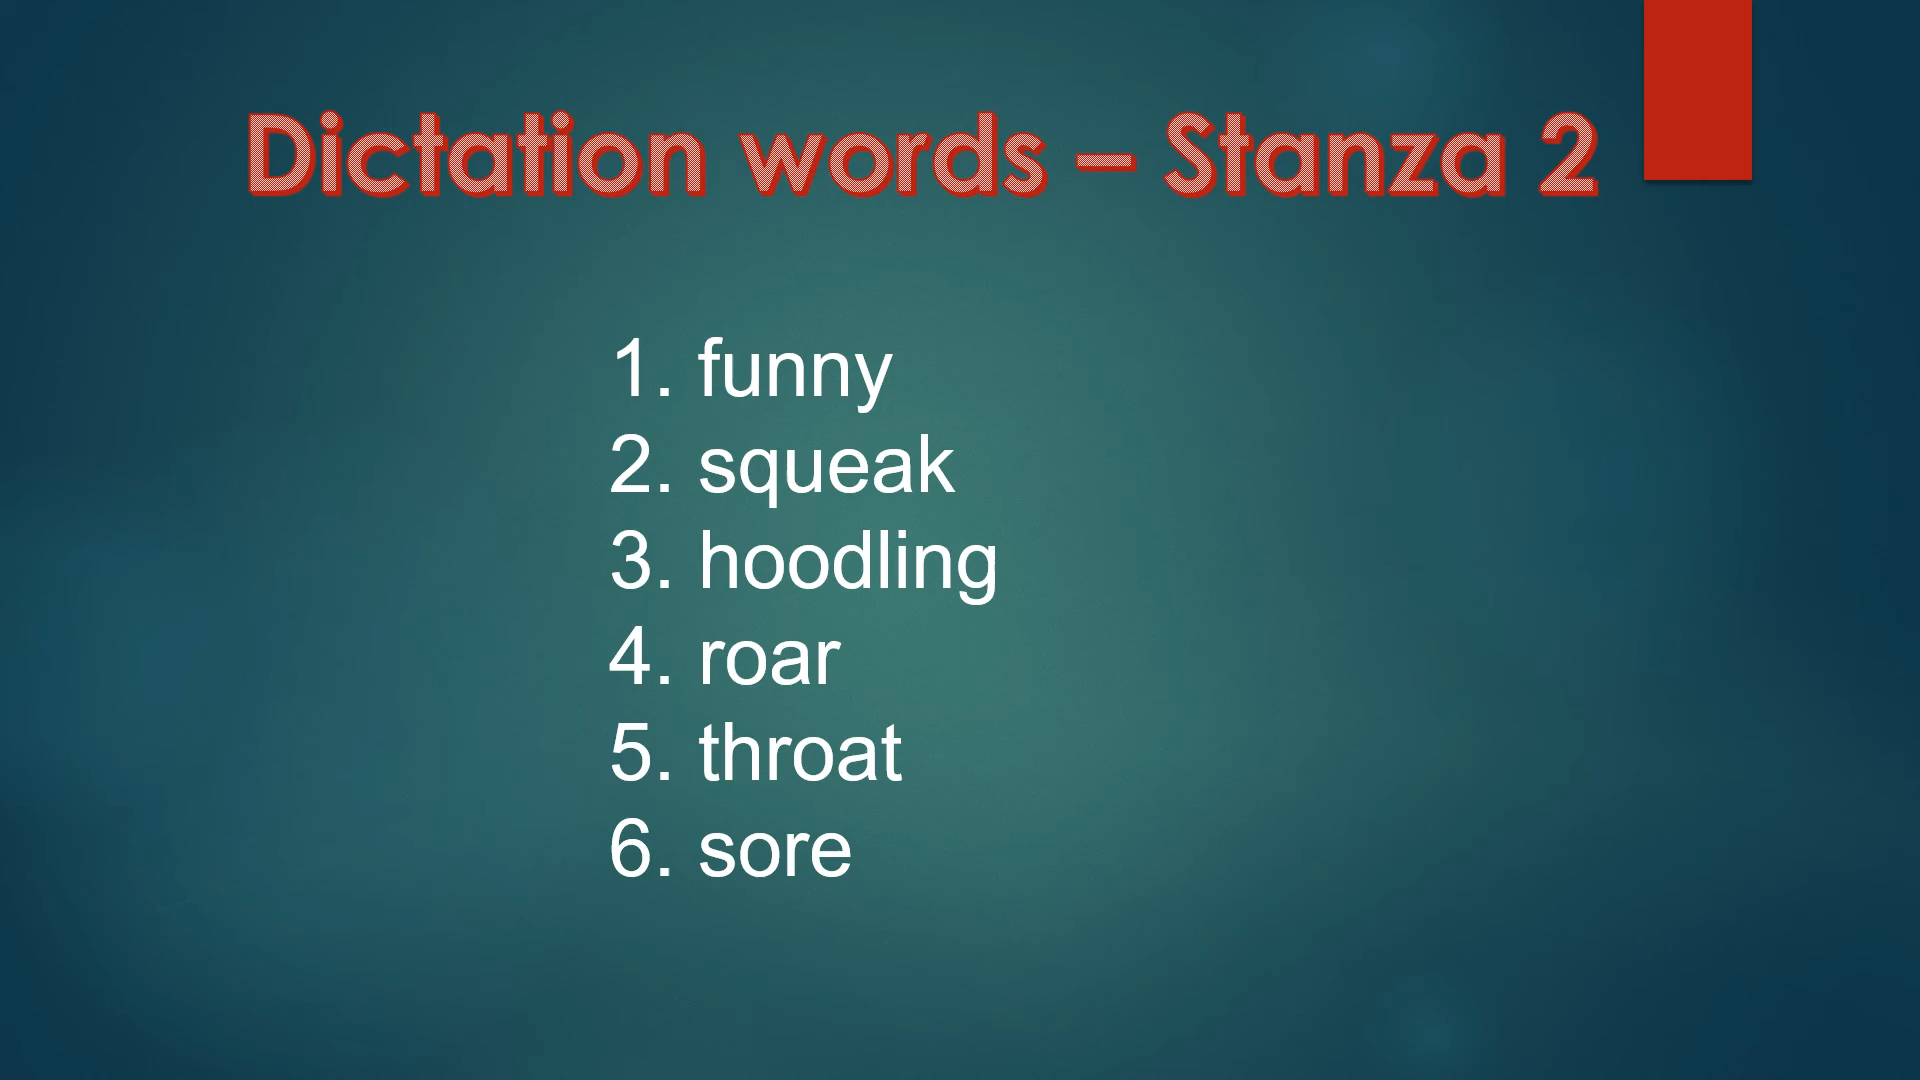 Dictation words – Stanza 2
1. funny
2. squeak
3. hoodling
4. roar
5. throat
6. sore